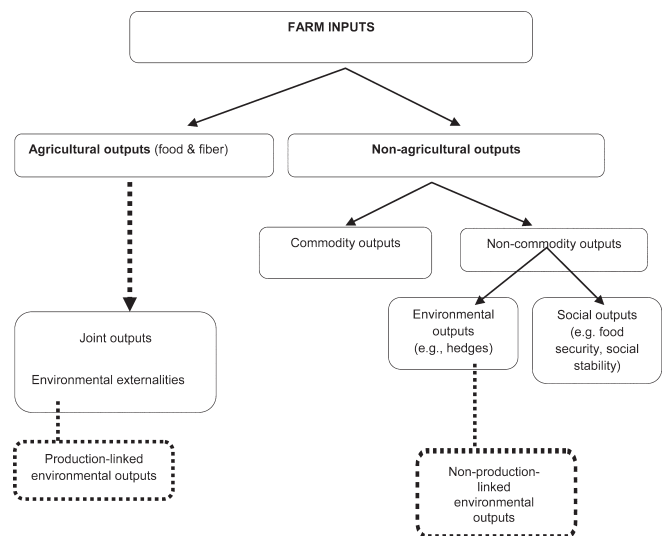 FARM INPUTS
Agricultural outputs (food & fiber)
Non-agricultural outputs
Commodity outputs
Non-commodity outputs
Joint outputs
Environmental externalities
Environmental
outputs
(e.g., hedges)
Social outputs
(e.g. food
security, social
stability)
Production-linked
environmental outputs
Non-production-
linked
environmental
outputs